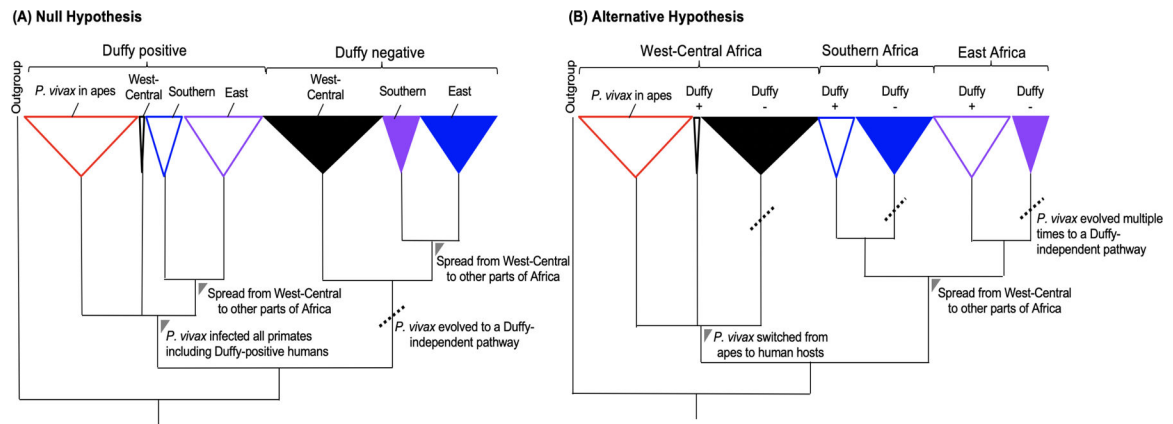 (A) Null Hypothesis
Duffy positive
Duffy negative
Outgroup
P. vivax in apes
West-
Central
Southern
East
West-
Central
Southern
East
Spread from West-Central
to other parts of Africa
Spread from West-Central
to other parts of Africa
P. vivax infected all primates
including Duffy-positive humans
P. vivax evolved to a Duffy-
independent pathway
(B) Alternative Hypothesis
West-Central Africa
Southern Africa
East Africa
Outgroup
P. vivax in apes
Duffy
+
Duffy
-
Duffy
+
Duffy
-
Duffy
+
Duffy
-
P. vivax evolved multiple
times to a Duffy-
independent pathway
Spread from West-Central
to other parts of Africa
P. vivax switched from
apes to human hosts